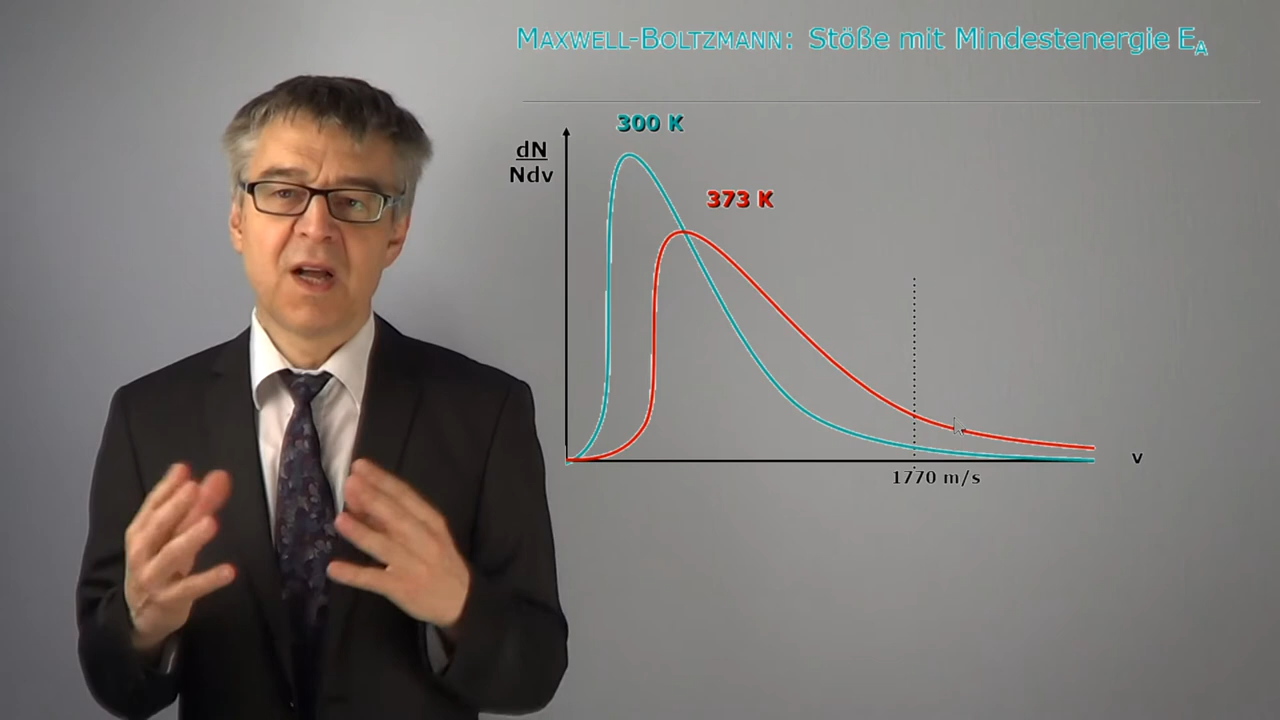 MAXWELL-BOLTZMANN: Stöße mit Mindestenergie EA
300 K
dN
Ndv
373 K
v
1770 m/s